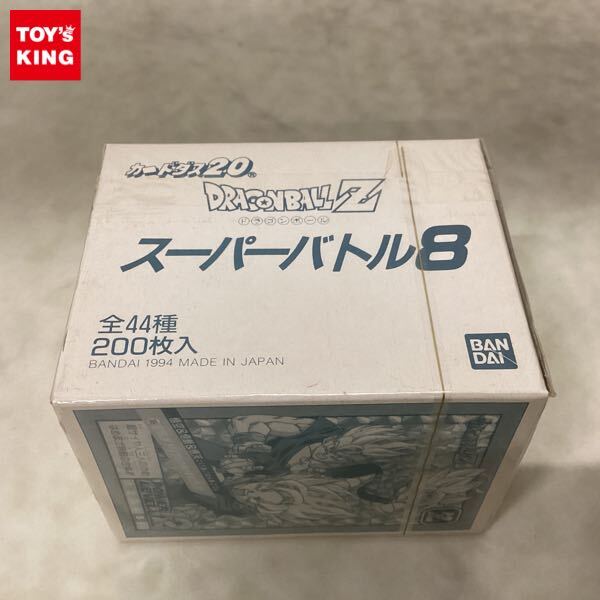 TOY's
KING
カードダス20®
DRAGONBALL Z
ドラゴンボール
スーパーバトル8
全44種
200枚入
BANDAI 1994 MADE IN JAPAN
BAN
DAI